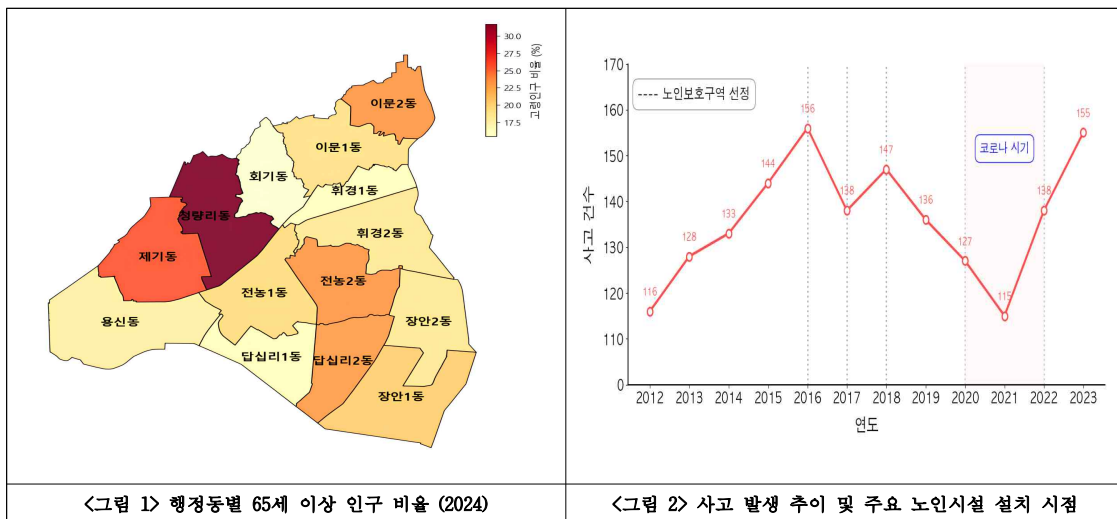 30.0
27.5
25.0
22.5
20.0
17.5
고령인구 비율 (%)
이문2동
이문1동
회기동
휘경1동
청량리동
휘경2동
제기동
전농2동
전농1동
용신동
장안2동
답십리1동
답십리2동
장안1동
<그림 1> 행정동별 65세 이상 인구 비율 (2024)
170
160
150
140
130
120
110
0
사고 건수
---- 노인보호구역 선정
코로나 시기
116
128
133
144
156
138
147
136
127
115
138
155
2012 2013 2014 2015 2016 2017 2018 2019 2020 2021 2022 2023
연도
<그림 2> 사고 발생 추이 및 주요 노인시설 설치 시점